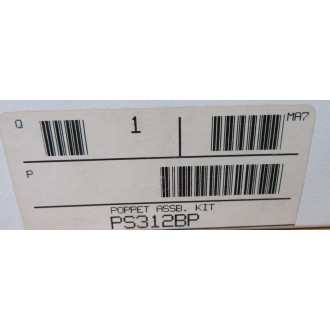 Q 1 MA7
P
POPPET ASSB. KIT
PS312BP